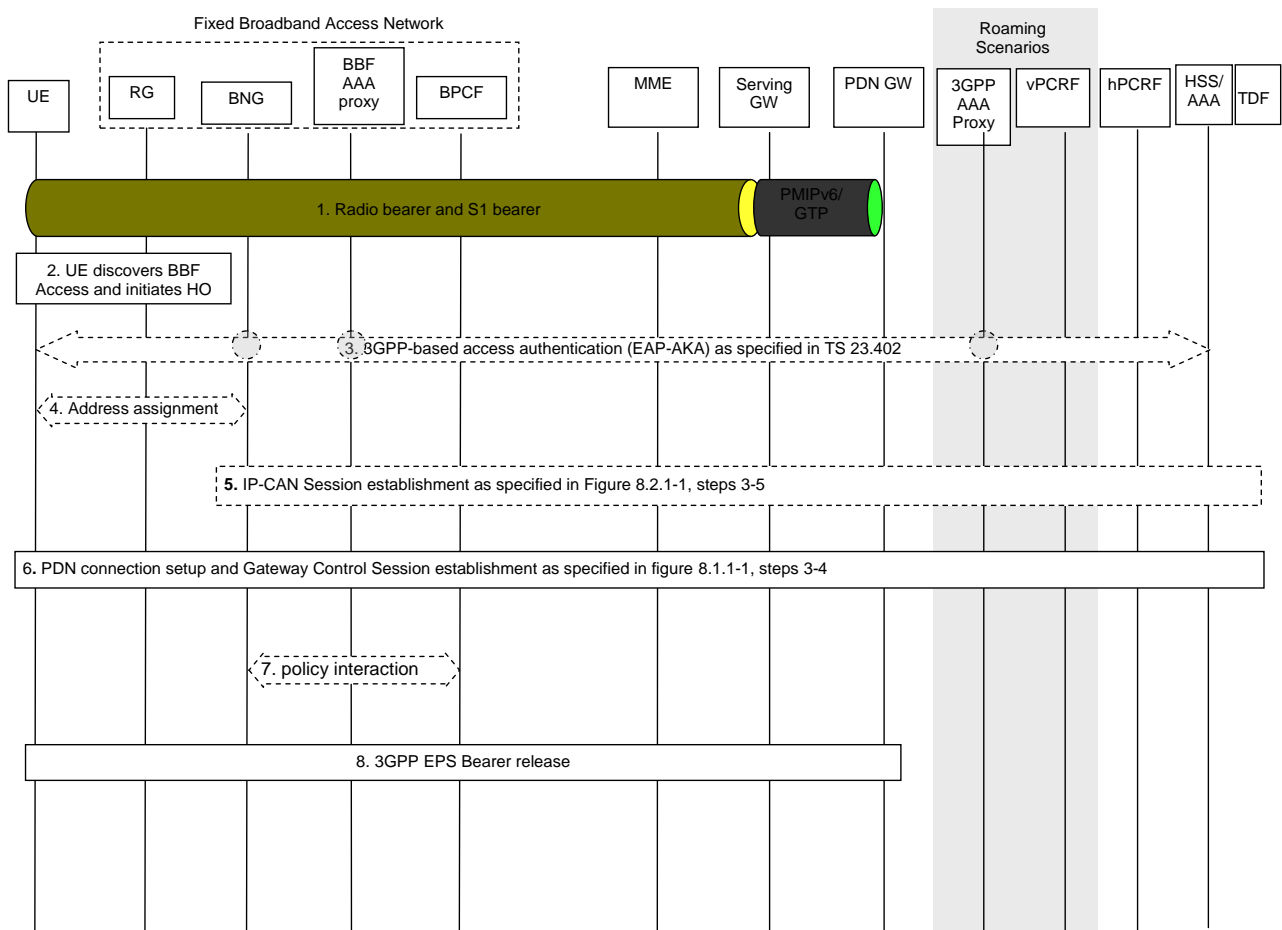 Fixed Broadband Access Network
Roaming
Scenarios
UE
RG
BNG
BBF
AAA
proxy
BPCF
MME
Serving
GW
PDN GW
3GPP
AAA
Proxy
vPCRF
hPCRF
HSS/
AAA
TDF
1. Radio bearer and S1 bearer
PMIPv6/
GTP
2. UE discovers BBF
Access and initiates HO
3. 3GPP-based access authentication (EAP-AKA) as specified in TS 23.402
4. Address assignment
5. IP-CAN Session establishment as specified in Figure 8.2.1-1, steps 3-5
6. PDN connection setup and Gateway Control Session establishment as specified in figure 8.1.1-1, steps 3-4
7. policy interaction
8. 3GPP EPS Bearer release